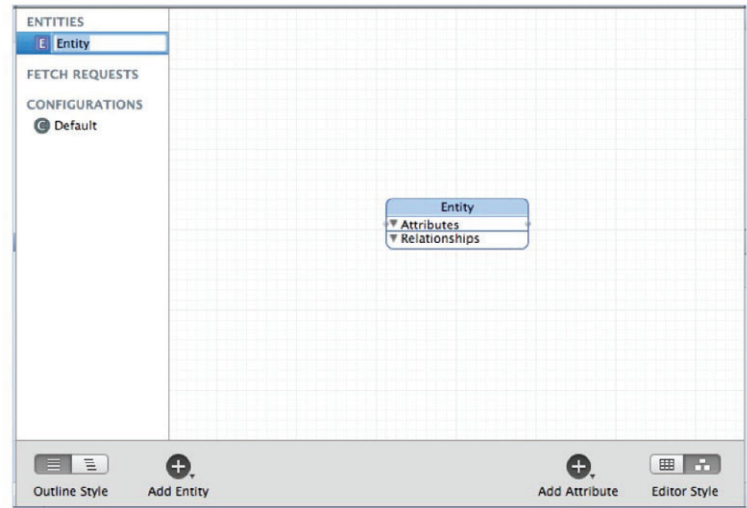 ENTITIES
E Entity
FETCH REQUESTS
CONFIGURATIONS
C Default
Entity
Attributes
Relationships
Outline Style
Add Entity
Add Attribute
Editor Style